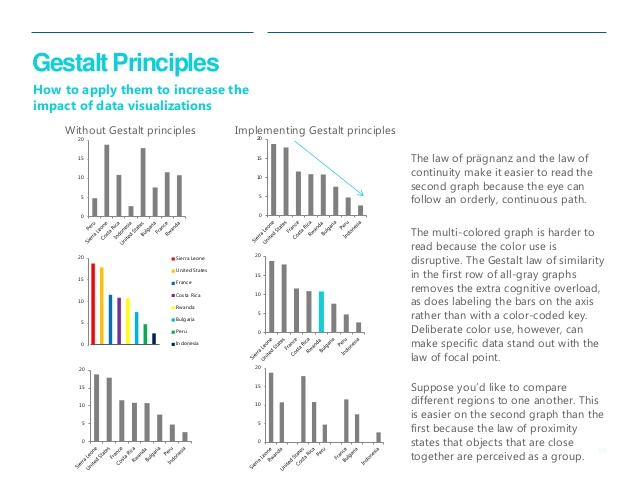 Gestalt Principles
How to apply them to increase the
impact of data visualizations
Without Gestalt principles
20
15
10
5
0
Peru
Sierra Leone
Costa Rica
Indonesia
United States
Bulgaria
France
Rwanda
Implementing Gestalt principles
20
15
10
5
0
Sierra Leone
United States
France
Costa Rica
Rwanda
Bulgaria
Peru
Indonesia
20
15
10
5
0
Sierra Leone
United States
France
Costa Rica
Rwanda
Bulgaria
Peru
Indonesia
20
15
10
5
0
Sierra Leone
United States
France
Costa Rica
Rwanda
Bulgaria
Peru
Indonesia
20
15
10
5
0
Sierra Leone
United States
France
Costa Rica
Rwanda
Bulgaria
Peru
Indonesia
20
15
10
5
0
Sierra Leone
Rwanda
United States
Costa Rica
Peru
France
Bulgaria
Indonesia
The law of prägnanz and the law of
continuity make it easier to read the
second graph because the eye can
follow an orderly, continuous path.
The multi-colored graph is harder to
read because the color use is
disruptive. The Gestalt law of similarity
in the first row of all-gray graphs
removes the extra cognitive overload,
as does labeling the bars on the axis
rather than with a color-coded key.
Deliberate color use, however, can
make specific data stand out with the
law of focal point.
Suppose you'd like to compare
different regions to one another. This
is easier on the second graph than the
first because the law of proximity
states that objects that are close
together are perceived as a group.